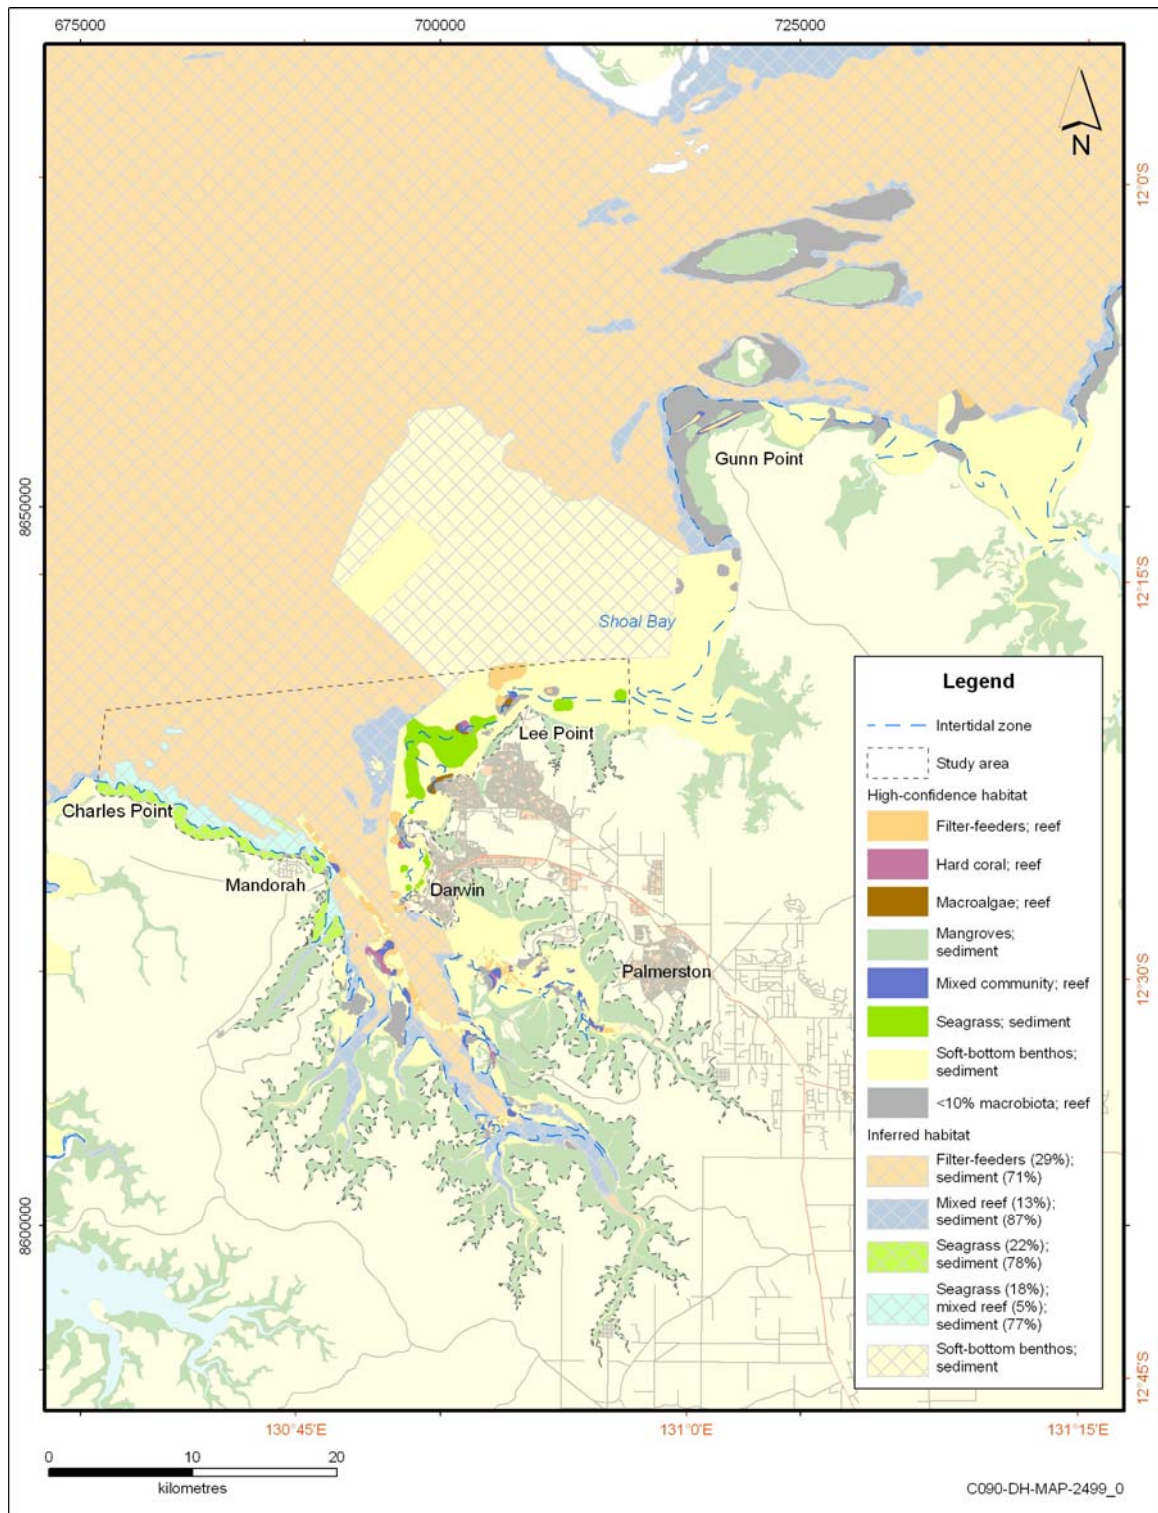 675000
700000
725000
N
12°0'S
Gunn Point
8650000
12°15'S
Shoal Bay
Legend
Intertidal zone
Study area
High-confidence habitat
Filter-feeders; reef
Hard coral; reef
Macroalgae; reef
Mangroves;
sediment
Mixed community; reef
Seagrass; sediment
Soft-bottom benthos;
sediment
<10% macrobiota; reef
Inferred habitat
Filter-feeders (29%);
sediment (71%)
Mixed reef (13%);
sediment (87%)
Seagrass (22%);
sediment (78%)
Seagrass (18%);
mixed reef (5%);
sediment (77%)
Soft-bottom benthos;
sediment
Lee Point
Charles Point
Mandorah
Darwin
Palmerston
12°30'S
8600000
12°45'S
130°45'E
131°0'E
131°15'E
0
10
20
kilometres
C090-DH-MAP-2499_0